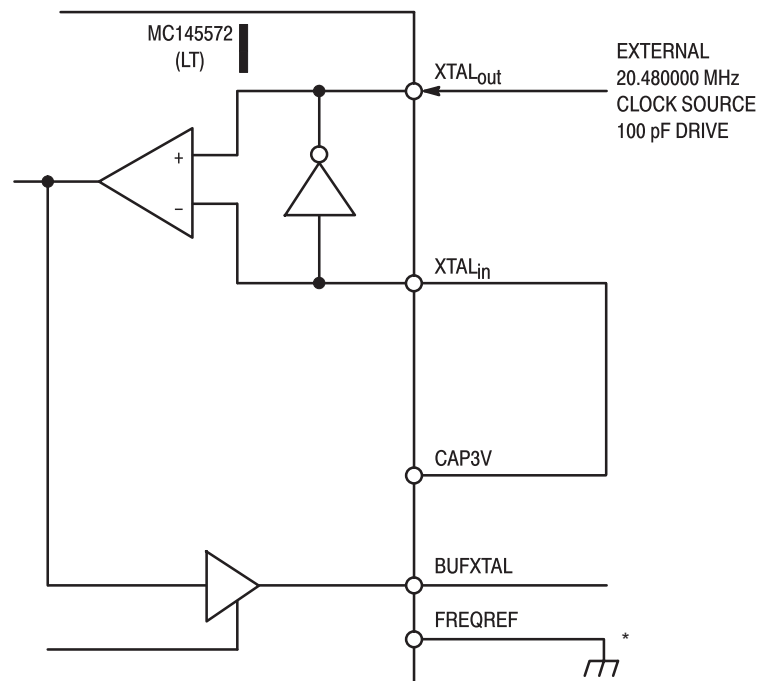 MC145572
(LT)
XTALout
EXTERNAL
20.480000 MHz
CLOCK SOURCE
100 pF DRIVE
+
−
XTALin
CAP3V
BUFXTAL
FREQREF
*